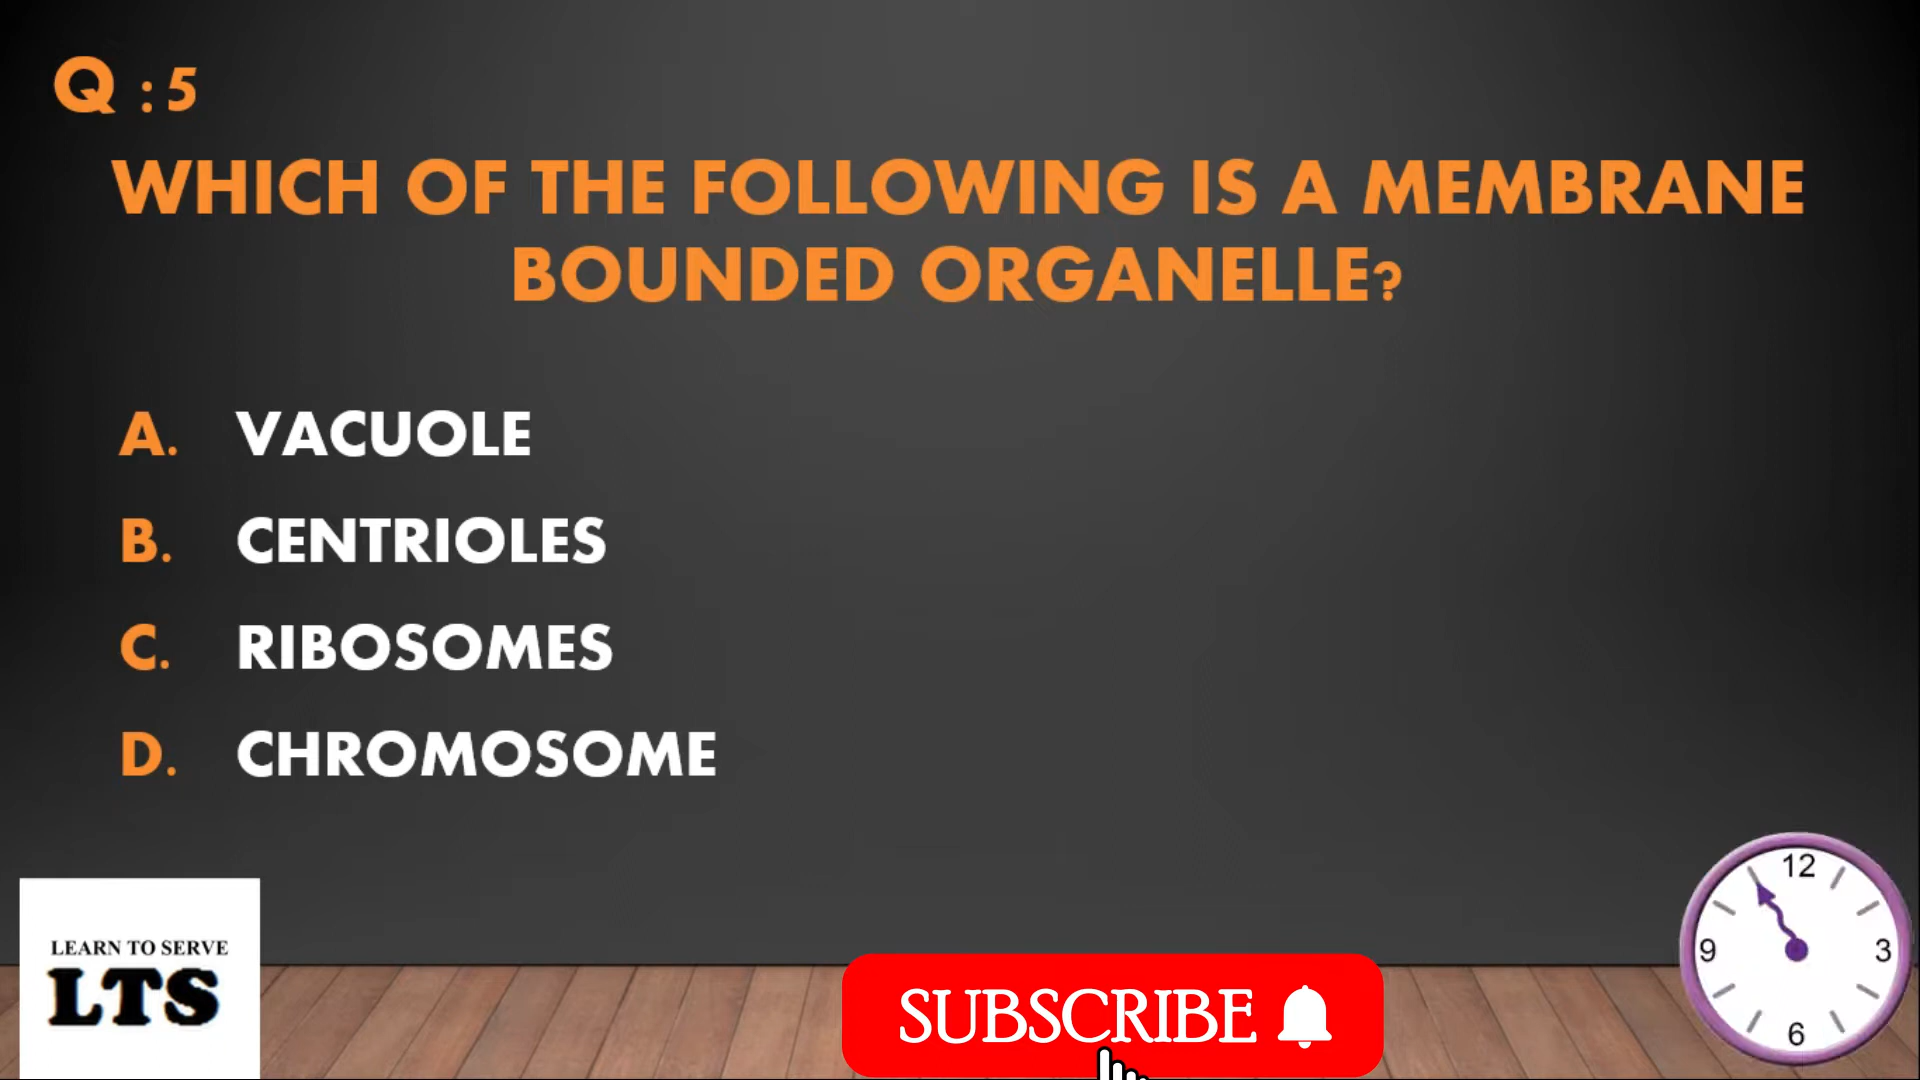 Q : 5
WHICH OF THE FOLLOWING IS A MEMBRANE
BOUNDED ORGANELLE?
A. VACUOLE
B. CENTRIOLES
C. RIBOSOMES
D. CHROMOSOME
LEARN TO SERVE
LTS
SUBSCRIBE
12
9
3
6